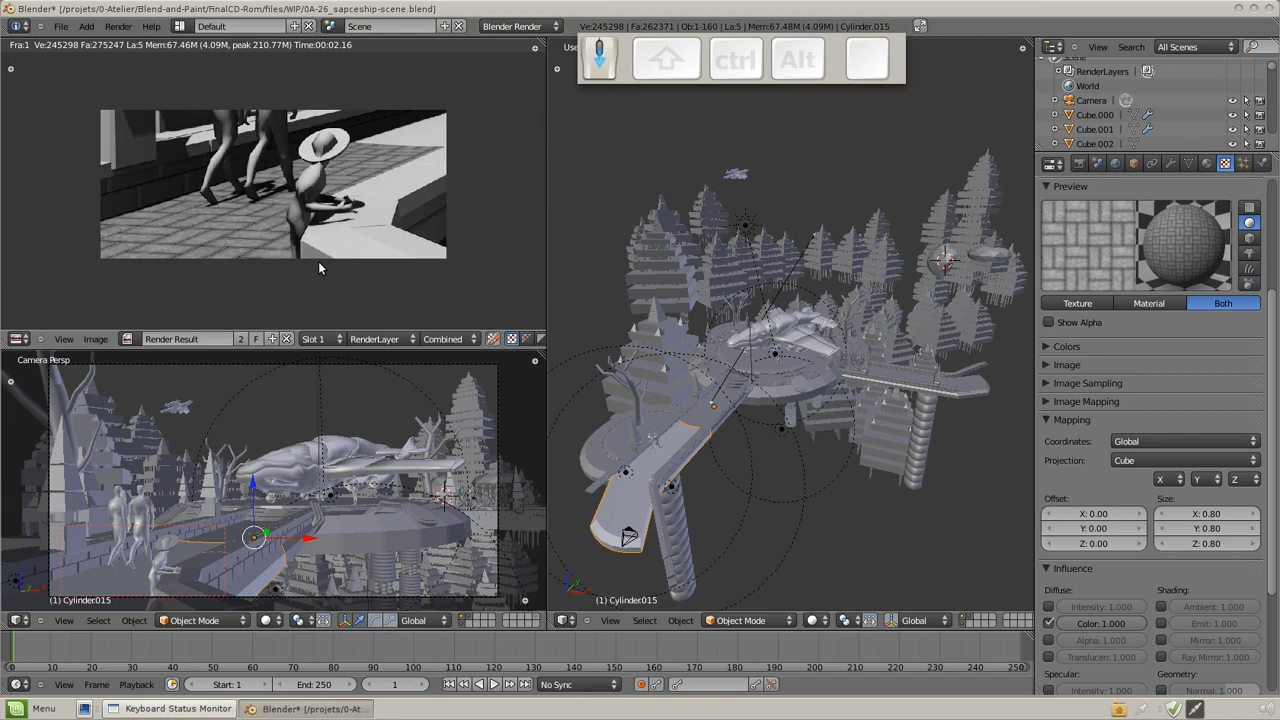 Blender* [/projets/0-Atelier/Blend-and-Paint/FinalCD-Rom/files/WIP/0A-26_sapceship-scene.blend]
File Add Render Window Help Default Scene Blender Render Ve:245298 | Fa:262371 | Ob:1-160 | La:5 | Mem:67.48M (4.09M) | Cylinder.015 View Search All Scenes
Fra:1 Ve:245298 Fa:275247 La:5 Mem:67.46M (4.09M, peak 210.77M) Time:00:02.16
ctrl Alt
Scene
RenderLayers
World
Camera
Cube.000
Cube.001
Cube.002
Preview
Texture Material Both
Show Alpha
Colors
Image
Image Sampling
Image Mapping
Mapping
Coordinates: Global
Projection: Cube
X Y Z
Offset: Size:
X: 0.00 X: 0.80
Y: 0.00 Y: 0.80
Z: 0.00 Z: 0.80
Influence
Diffuse: Shading:
Intensity: 1.000 Ambient: 1.000
Color: 1.000 Emit: 1.000
Alpha: 1.000 Mirror: 1.000
Translucen: 1.000 Ray Mirror: 1.000
Specular: Geometry:
Intensity: 1.000 Normal: 1.000
View Image Render Result 2 F Slot 1 RenderLayer Combined
Camera Persp
(1) Cylinder.015
(1) Cylinder.015
View Select Object Object Mode Global
View Select Object Object Mode Global
0 10 20 30 40 50 60 70 80 90 100 110 120 130 140 150 160 170 180 190 200 210 220 230 240 250
View Frame Playback Start: 1 End: 250 1 No Sync
Menu Keyboard Status Monitor Blender* [/projets/0-At...